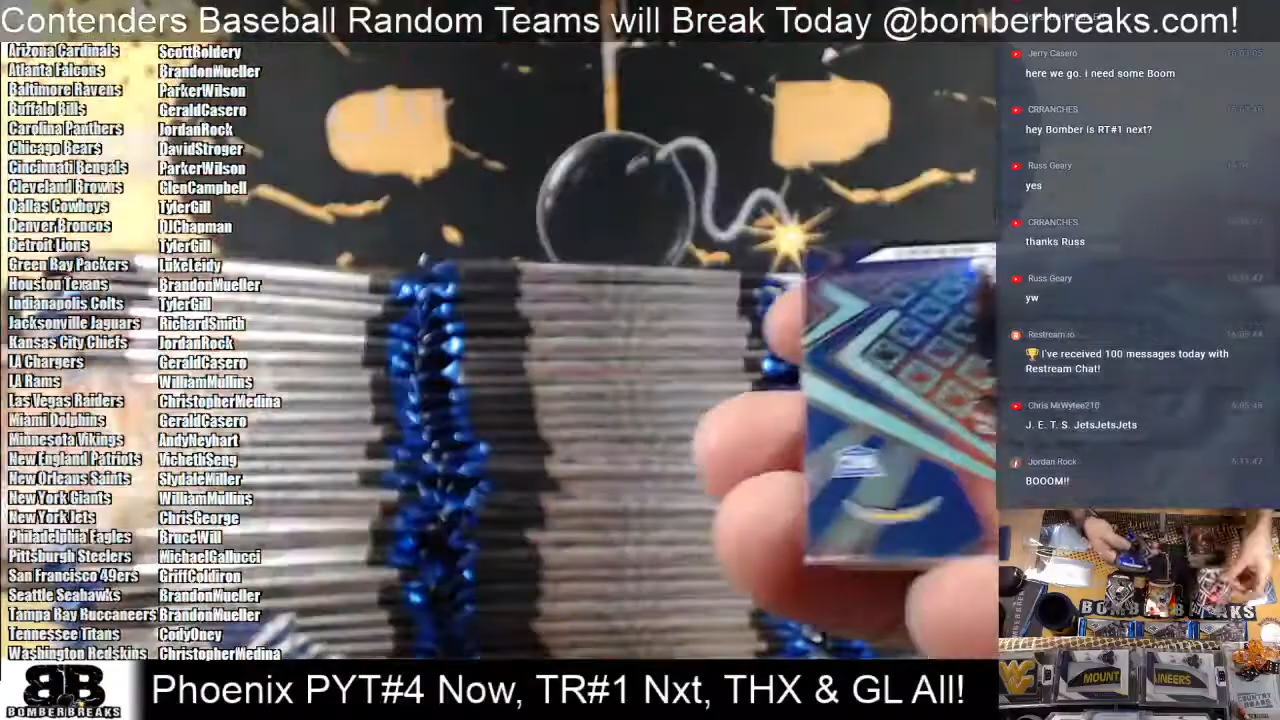 Contenders Baseball Random Teams will Break Today @bomberbreaks.com!
Arizona Cardinals ScottRoldery
Atlanta Falcons BrandonMueller
Baltimore Ravens ParkerWilson
Buffalo Bills GeraldCasero
Carolina Panthers JordanRock
Chicago Bears DavidStroger
Cincinnati Bengals ParkerWilson
Cleveland Browns GlenCampbell
Dallas Cowboys TylerGill
Denver Broncos DJChapman
Detroit Lions TylerGill
Green Bay Packers LukeLeidy
Houston Texans BrandonMueller
Indianapolis Colts TylerGill
Jacksonville Jaguars RichardSmith
Kansas City Chiefs JordanRock
LA Chargers GeraldCasero
LA Rams WilliamMullins
Las Vegas Raiders ChristopherMedina
Miami Dolphins GeraldCasero
Minnesota Vikings AndyNeyhart
New England Patriots VichethSeng
New Orleans Saints SlydaleMiller
New York Giants WilliamMullins
New York Jets ChrisGeorge
Philadelphia Eagles BruceWill
Pittsburgh Steelers MichaelGallucci
San Francisco 49ers GriffColdiron
Seattle Seahawks BrandonMueller
Tampa Bay Buccaneers BrandonMueller
Tennessee Titans CodyOney
Washington Redskins ChristopherMedina
Jerry Casero
here we go. i need some Boom
CRRANCHES
hey Bomber is RT#1 next?
Russ Geary
yes
CRRANCHES
thanks Russ
Russ Geary
yw
Restream.io
🏆 I've received 100 messages today with
Restream Chat!
Chris MrWytee210
J. E. T. S. JetsJetsJets
Jordan Rock
BOOOM!!
MOUNT
AINEERS
BB
BOMBERBREAKS
Phoenix PYT#4 Now, TR#1 Nxt, THX & GL All!